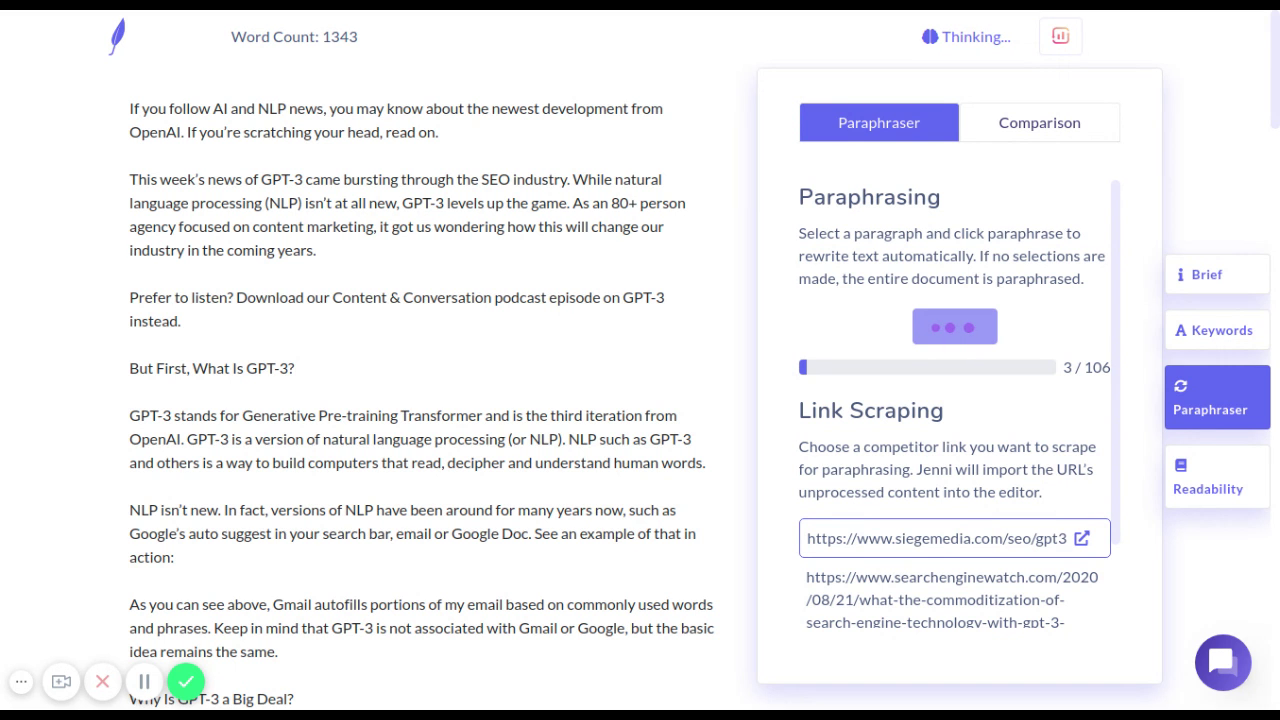 Word Count: 1343
Thinking...
If you follow AI and NLP news, you may know about the newest development from
OpenAI. If you’re scratching your head, read on.
This week’s news of GPT-3 came bursting through the SEO industry. While natural
language processing (NLP) isn’t at all new, GPT-3 levels up the game. As an 80+ person
agency focused on content marketing, it got us wondering how this will change our
industry in the coming years.
Prefer to listen? Download our Content & Conversation podcast episode on GPT-3
instead.
But First, What Is GPT-3?
GPT-3 stands for Generative Pre-training Transformer and is the third iteration from
OpenAI. GPT-3 is a version of natural language processing (or NLP). NLP such as GPT-3
and others is a way to build computers that read, decipher and understand human words.
NLP isn’t new. In fact, versions of NLP have been around for many years now, such as
Google’s auto suggest in your search bar, email or Google Doc. See an example of that in
action:
As you can see above, Gmail autofills portions of my email based on commonly used words
and phrases. Keep in mind that GPT-3 is not associated with Gmail or Google, but the basic
idea remains the same.
Why Is GPT-3 a Big Deal?
Paraphraser
Comparison
Paraphrasing
Select a paragraph and click paraphrase to
rewrite text automatically. If no selections are
made, the entire document is paraphrased.
3 / 106
Link Scraping
Choose a competitor link you want to scrape
for paraphrasing. Jenni will import the URL’s
unprocessed content into the editor.
https://www.siegemedia.com/seo/gpt3
https://www.searchenginewatch.com/2020
/08/21/what-the-commoditization-of-
search-engine-technology-with-gpt-3-
Brief
Keywords
Paraphraser
Readability